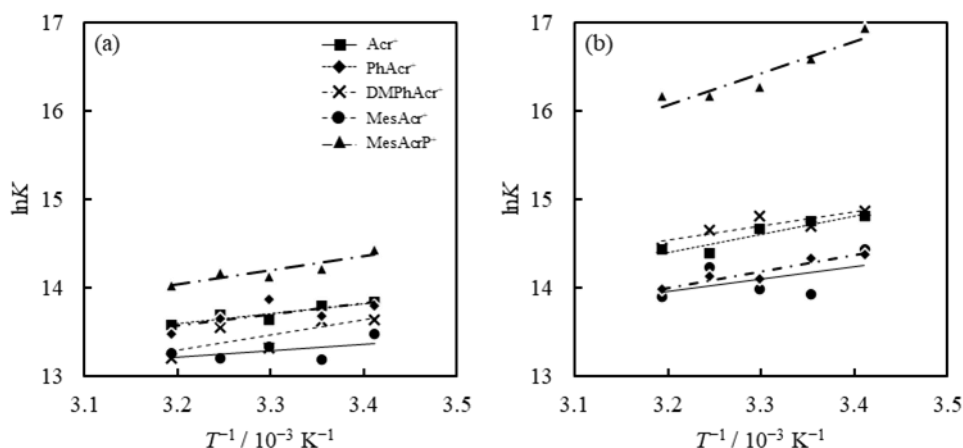 (a)
17
16
15
14
13
lnK
Acr⁺
PhAcr⁺
DMPhAcr⁺
MesAcr⁺
MesAcrP⁺
3.1 3.2 3.3 3.4 3.5
T⁻¹ / 10⁻³ K⁻¹
(b)
17
16
15
14
13
lnK
3.1 3.2 3.3 3.4 3.5
T⁻¹ / 10⁻³ K⁻¹